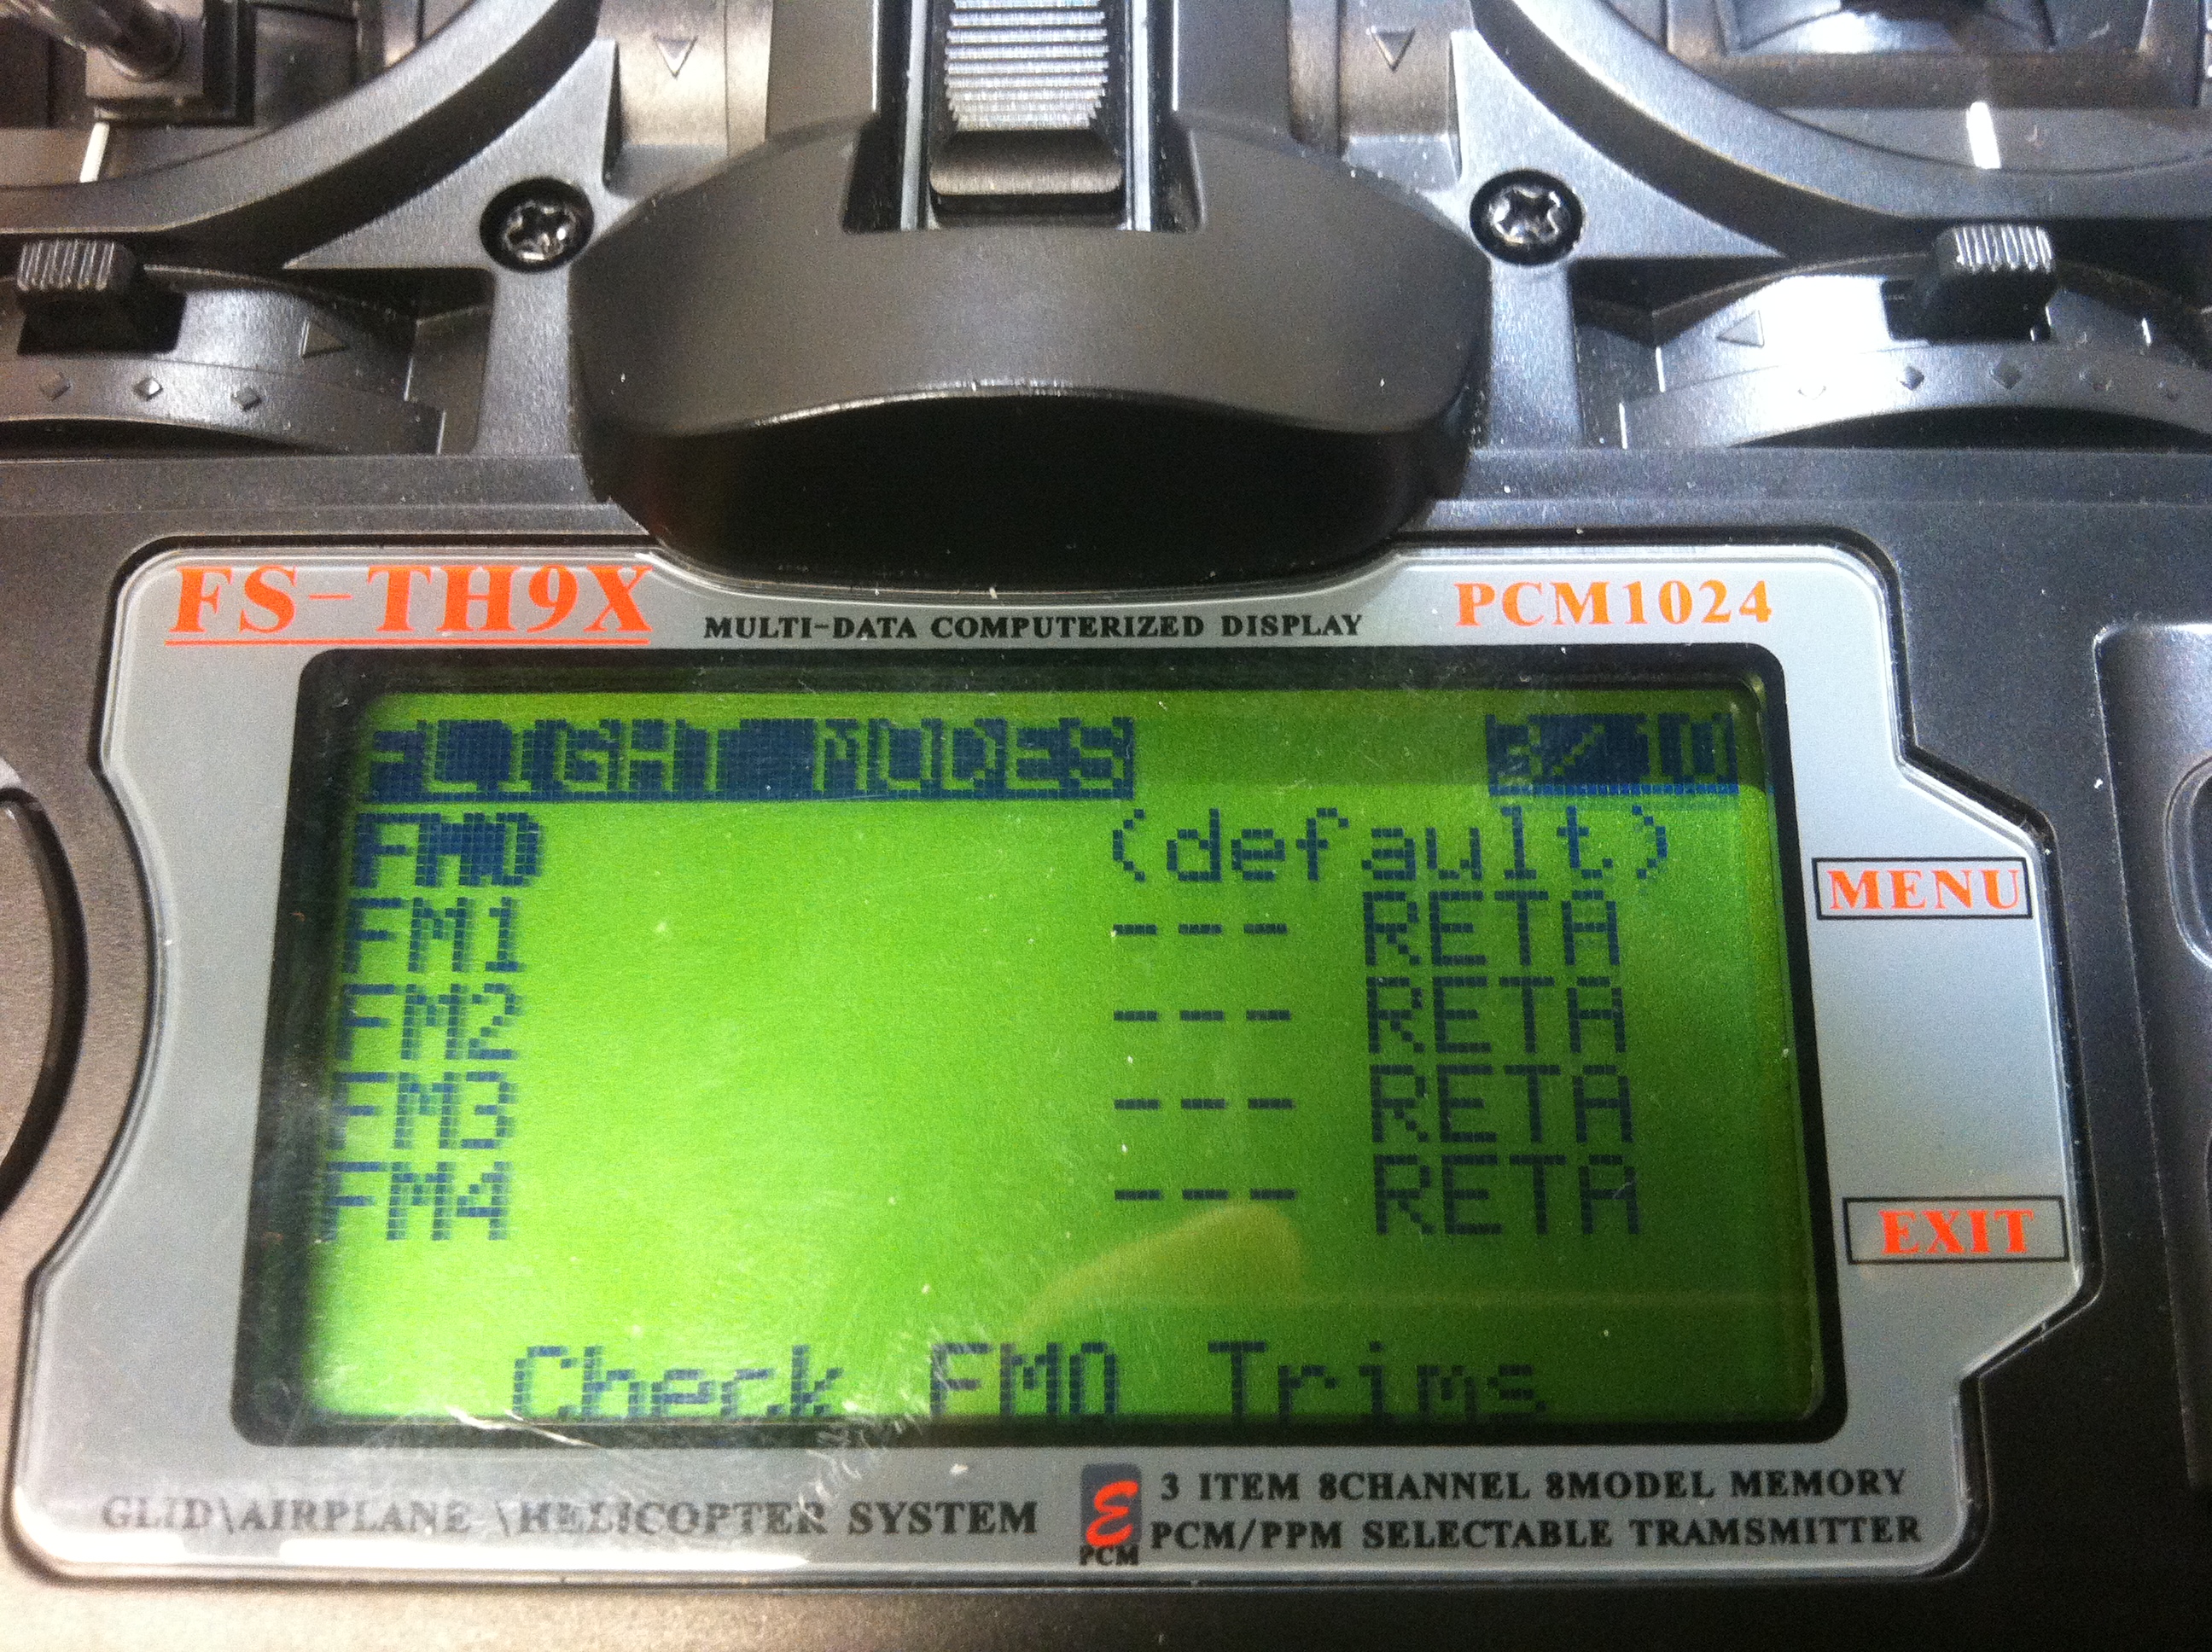 FS-TH9X
MULTI-DATA COMPUTERIZED DISPLAY
PCM1024
FLIGHT MODES 3/10
FM0 (default)
FM1 --- RETA
FM2 --- RETA
FM3 --- RETA
FM4 --- RETA
Check FM0 Trims
MENU
EXIT
GLID\AIRPLANE \HELICOPTER SYSTEM
PCM
3 ITEM 8CHANNEL 8MODEL MEMORY
PCM/PPM SELECTABLE TRAMSMITTER